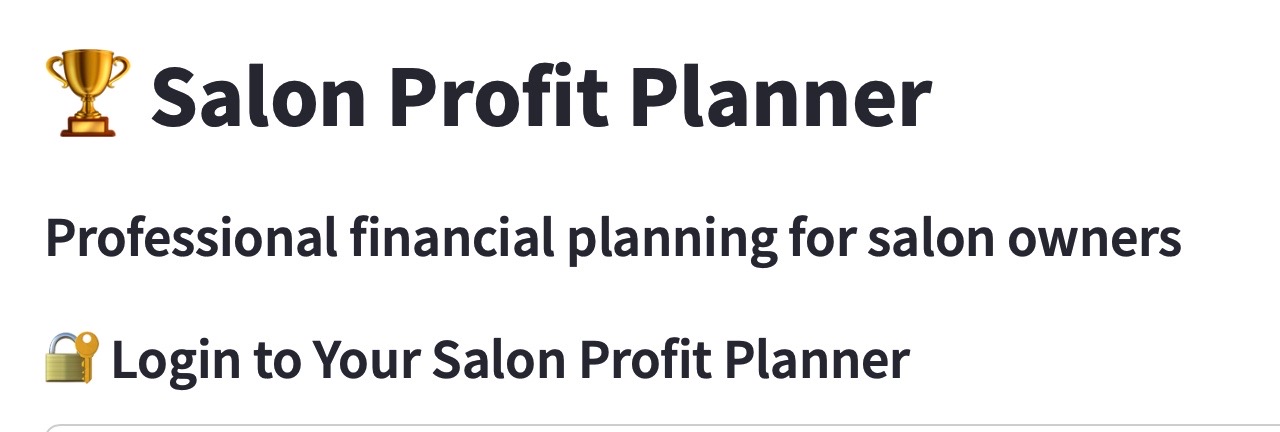 🏆 Salon Profit Planner
Professional financial planning for salon owners
🔐 Login to Your Salon Profit Planner